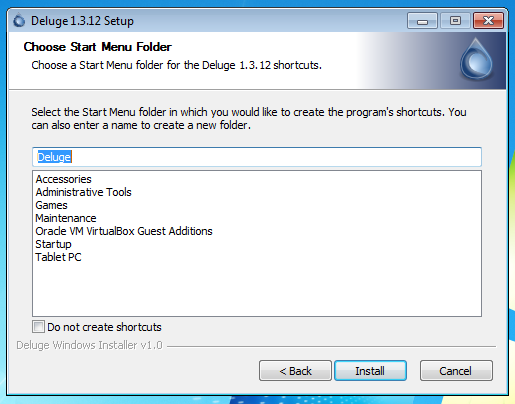 Deluge 1.3.12 Setup
Choose Start Menu Folder
Choose a Start Menu folder for the Deluge 1.3.12 shortcuts.
Select the Start Menu folder in which you would like to create the program's shortcuts. You
can also enter a name to create a new folder.
Deluge
Accessories
Administrative Tools
Games
Maintenance
Oracle VM VirtualBox Guest Additions
Startup
Tablet PC
Do not create shortcuts
Deluge Windows Installer v1.0
< Back Install Cancel